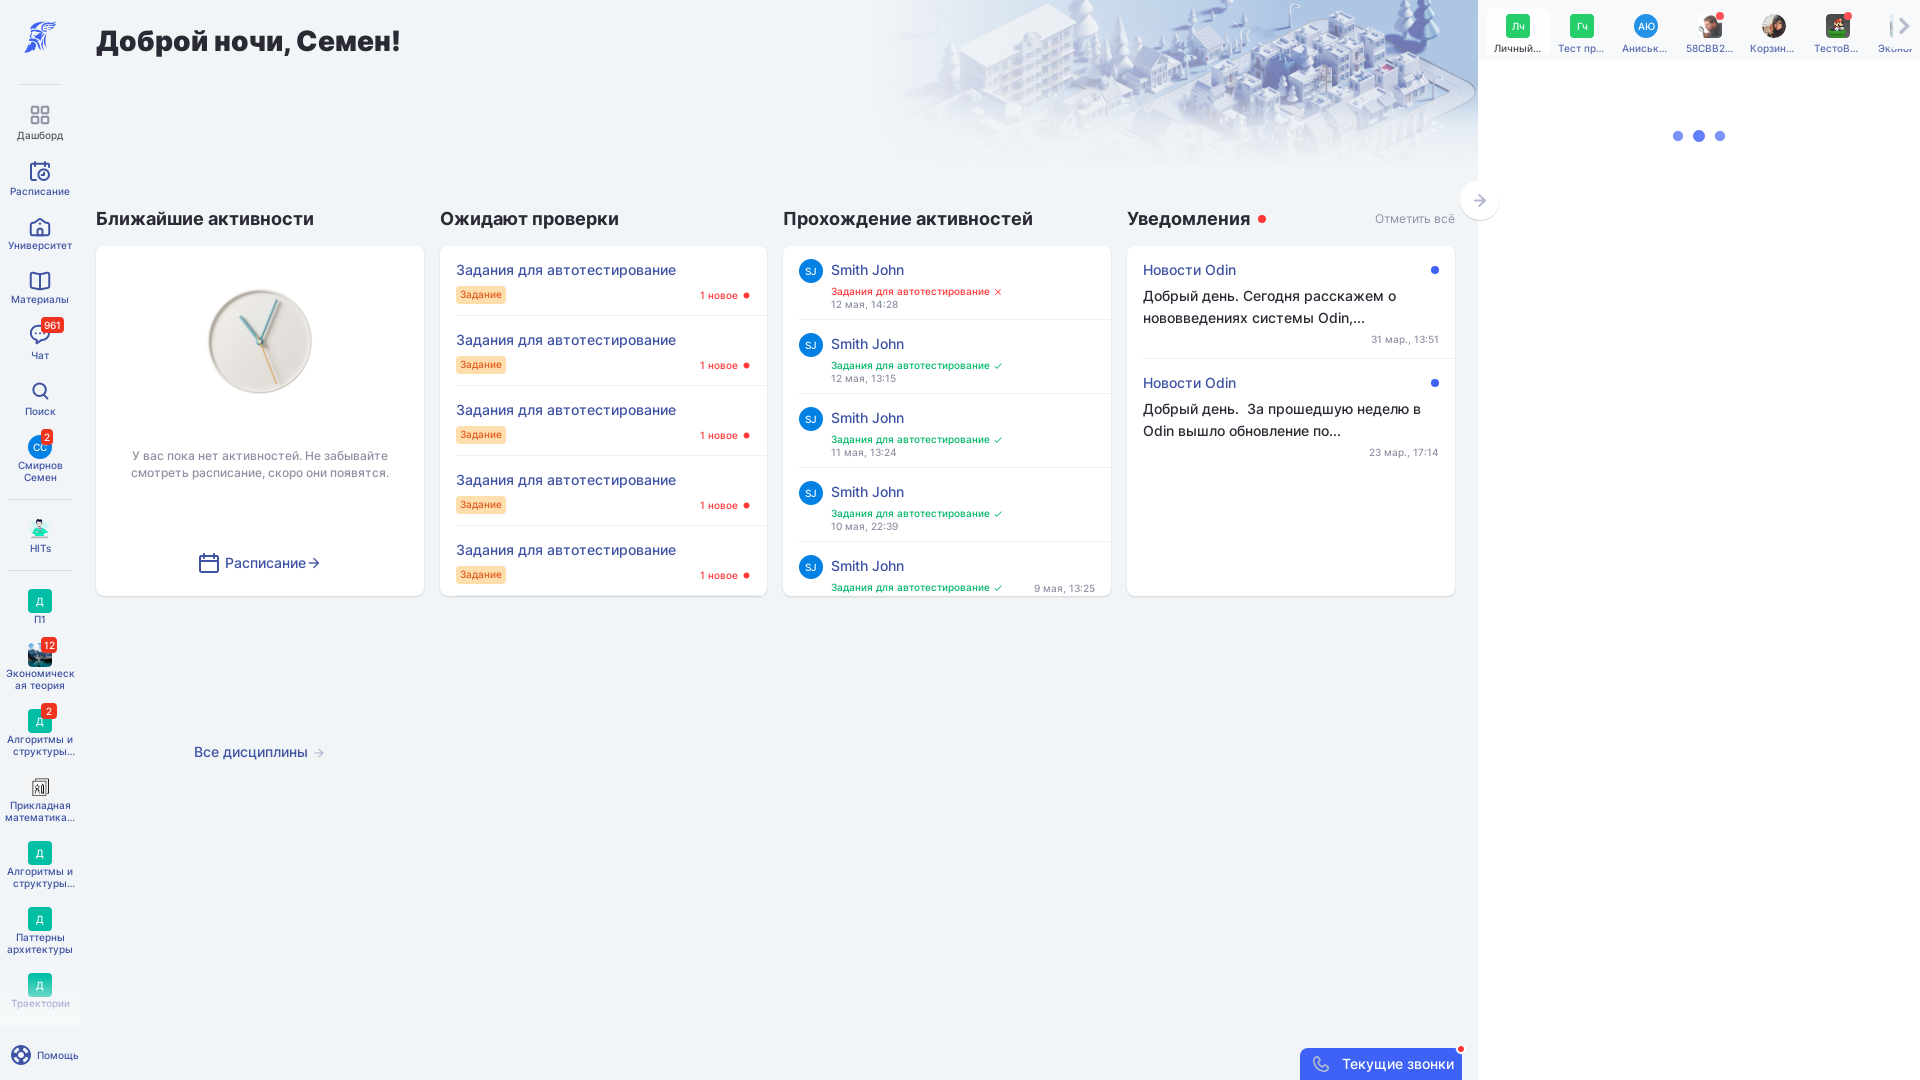 Доброй ночи, Семен!
Дашборд
Расписание
Университет
Материалы
961
Чат
Поиск
СС
2
Смирнов
Семен
HITs
Д
П1
12
Экономическ
ая теория
Д
2
Алгоритмы и
структуры...
Прикладная
математика...
Д
Алгоритмы и
структуры...
Д
Паттерны
архитектуры
Д
Траектории
Помощь
Ближайшие активности
У вас пока нет активностей. Не забывайте
смотреть расписание, скоро они появятся.
Расписание
Все дисциплины
Ожидают проверки
Задания для автотестирование
Задание
1 новое
Задания для автотестирование
Задание
1 новое
Задания для автотестирование
Задание
1 новое
Задания для автотестирование
Задание
1 новое
Задания для автотестирование
Задание
1 новое
Прохождение активностей
SJ
Smith John
Задания для автотестирование
12 мая, 14:28
SJ
Smith John
Задания для автотестирование
12 мая, 13:15
SJ
Smith John
Задания для автотестирование
11 мая, 13:24
SJ
Smith John
Задания для автотестирование
10 мая, 22:39
SJ
Smith John
Задания для автотестирование
9 мая, 13:25
Уведомления
Отметить всё
Новости Odin
Добрый день. Сегодня расскажем о
нововведениях системы Odin,...
31 мар., 13:51
Новости Odin
Добрый день.  За прошедшую неделю в
Odin вышло обновление по...
23 мар., 17:14
Лч
Личный...
Гч
Тест пр...
АЮ
Аниськ...
58CBB2...
Корзин...
ТестоВ...
Текущие звонки